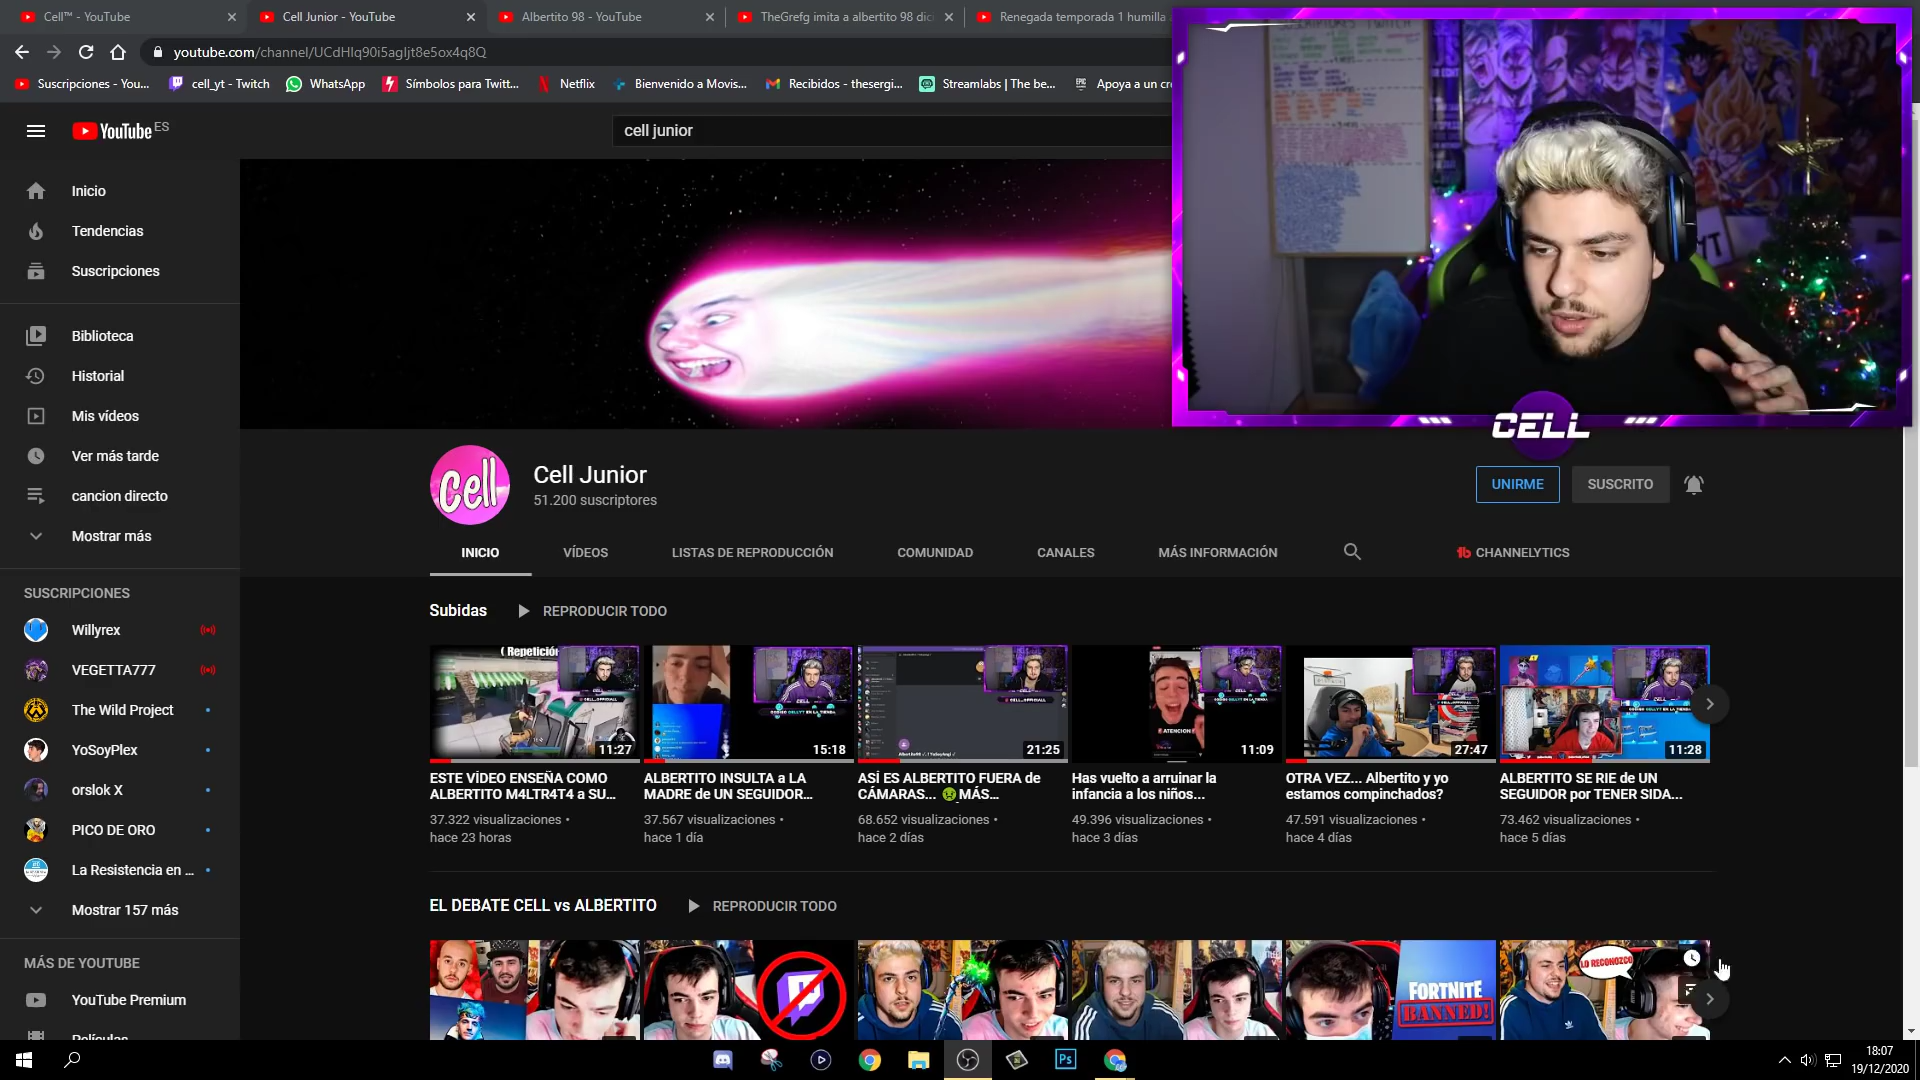 Cell™ - YouTube
Cell Junior - YouTube
Albertito 98 - YouTube
TheGrefg imita a albertito 98 dic
Renegada temporada 1 humilla
youtube.com/channel/UCdHIq90i5agIjt8e5ox4q8Q
Suscripciones - You...
cell_yt - Twitch
WhatsApp
Símbolos para Twitt...
Netflix
Bienvenido a Movis...
Recibidos - thesergi...
Streamlabs | The be...
EPIC
Apoya a un cr
YouTube ES
cell junior
CELL
Inicio
Tendencias
Suscripciones
Biblioteca
Historial
Mis vídeos
Ver más tarde
cancion directo
Mostrar más
SUSCRIPCIONES
Willyrex
VEGETTA777
The Wild Project
YoSoyPlex
orslok X
PICO DE ORO
La Resistencia en ...
Mostrar 157 más
MÁS DE YOUTUBE
YouTube Premium
Películas
Cell
Cell Junior
51.200 suscriptores
UNIRME
SUSCRITO
INICIO
VÍDEOS
LISTAS DE REPRODUCCIÓN
COMUNIDAD
CANALES
MÁS INFORMACIÓN
CHANNELYTICS
Subidas
REPRODUCIR TODO
( Repetición
11:27
15:18
21:25
ATENCION
11:09
27:47
11:28
ESTE VÍDEO ENSEÑA COMO
ALBERTITO M4LTR4T4 a SU...
37.322 visualizaciones •
hace 23 horas
ALBERTITO INSULTA a LA
MADRE de UN SEGUIDOR...
37.567 visualizaciones •
hace 1 día
ASÍ ES ALBERTITO FUERA de
CÁMARAS... 🤢MÁS...
68.652 visualizaciones •
hace 2 días
Has vuelto a arruinar la
infancia a los niños...
49.396 visualizaciones •
hace 3 días
OTRA VEZ... Albertito y yo
estamos compinchados?
47.591 visualizaciones •
hace 4 días
ALBERTITO SE RIE de UN
SEGUIDOR por TENER SIDA...
73.462 visualizaciones •
hace 5 días
EL DEBATE CELL vs ALBERTITO
REPRODUCIR TODO
FORTNITE
BANNED!
LO RECONOZCO
Ps
18:07
19/12/2020